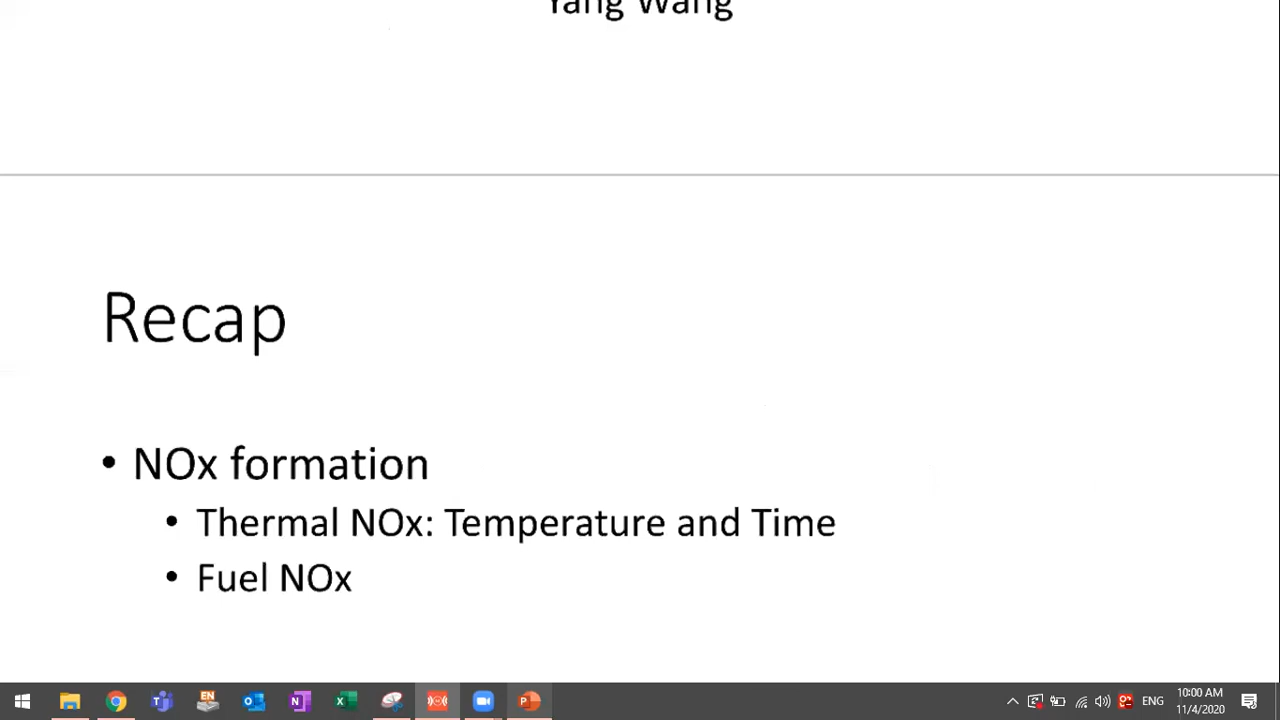 Yang Wang
Recap
• NOx formation
• Thermal NOx: Temperature and Time
• Fuel NOx
EN
ENG
10:00 AM
11/4/2020